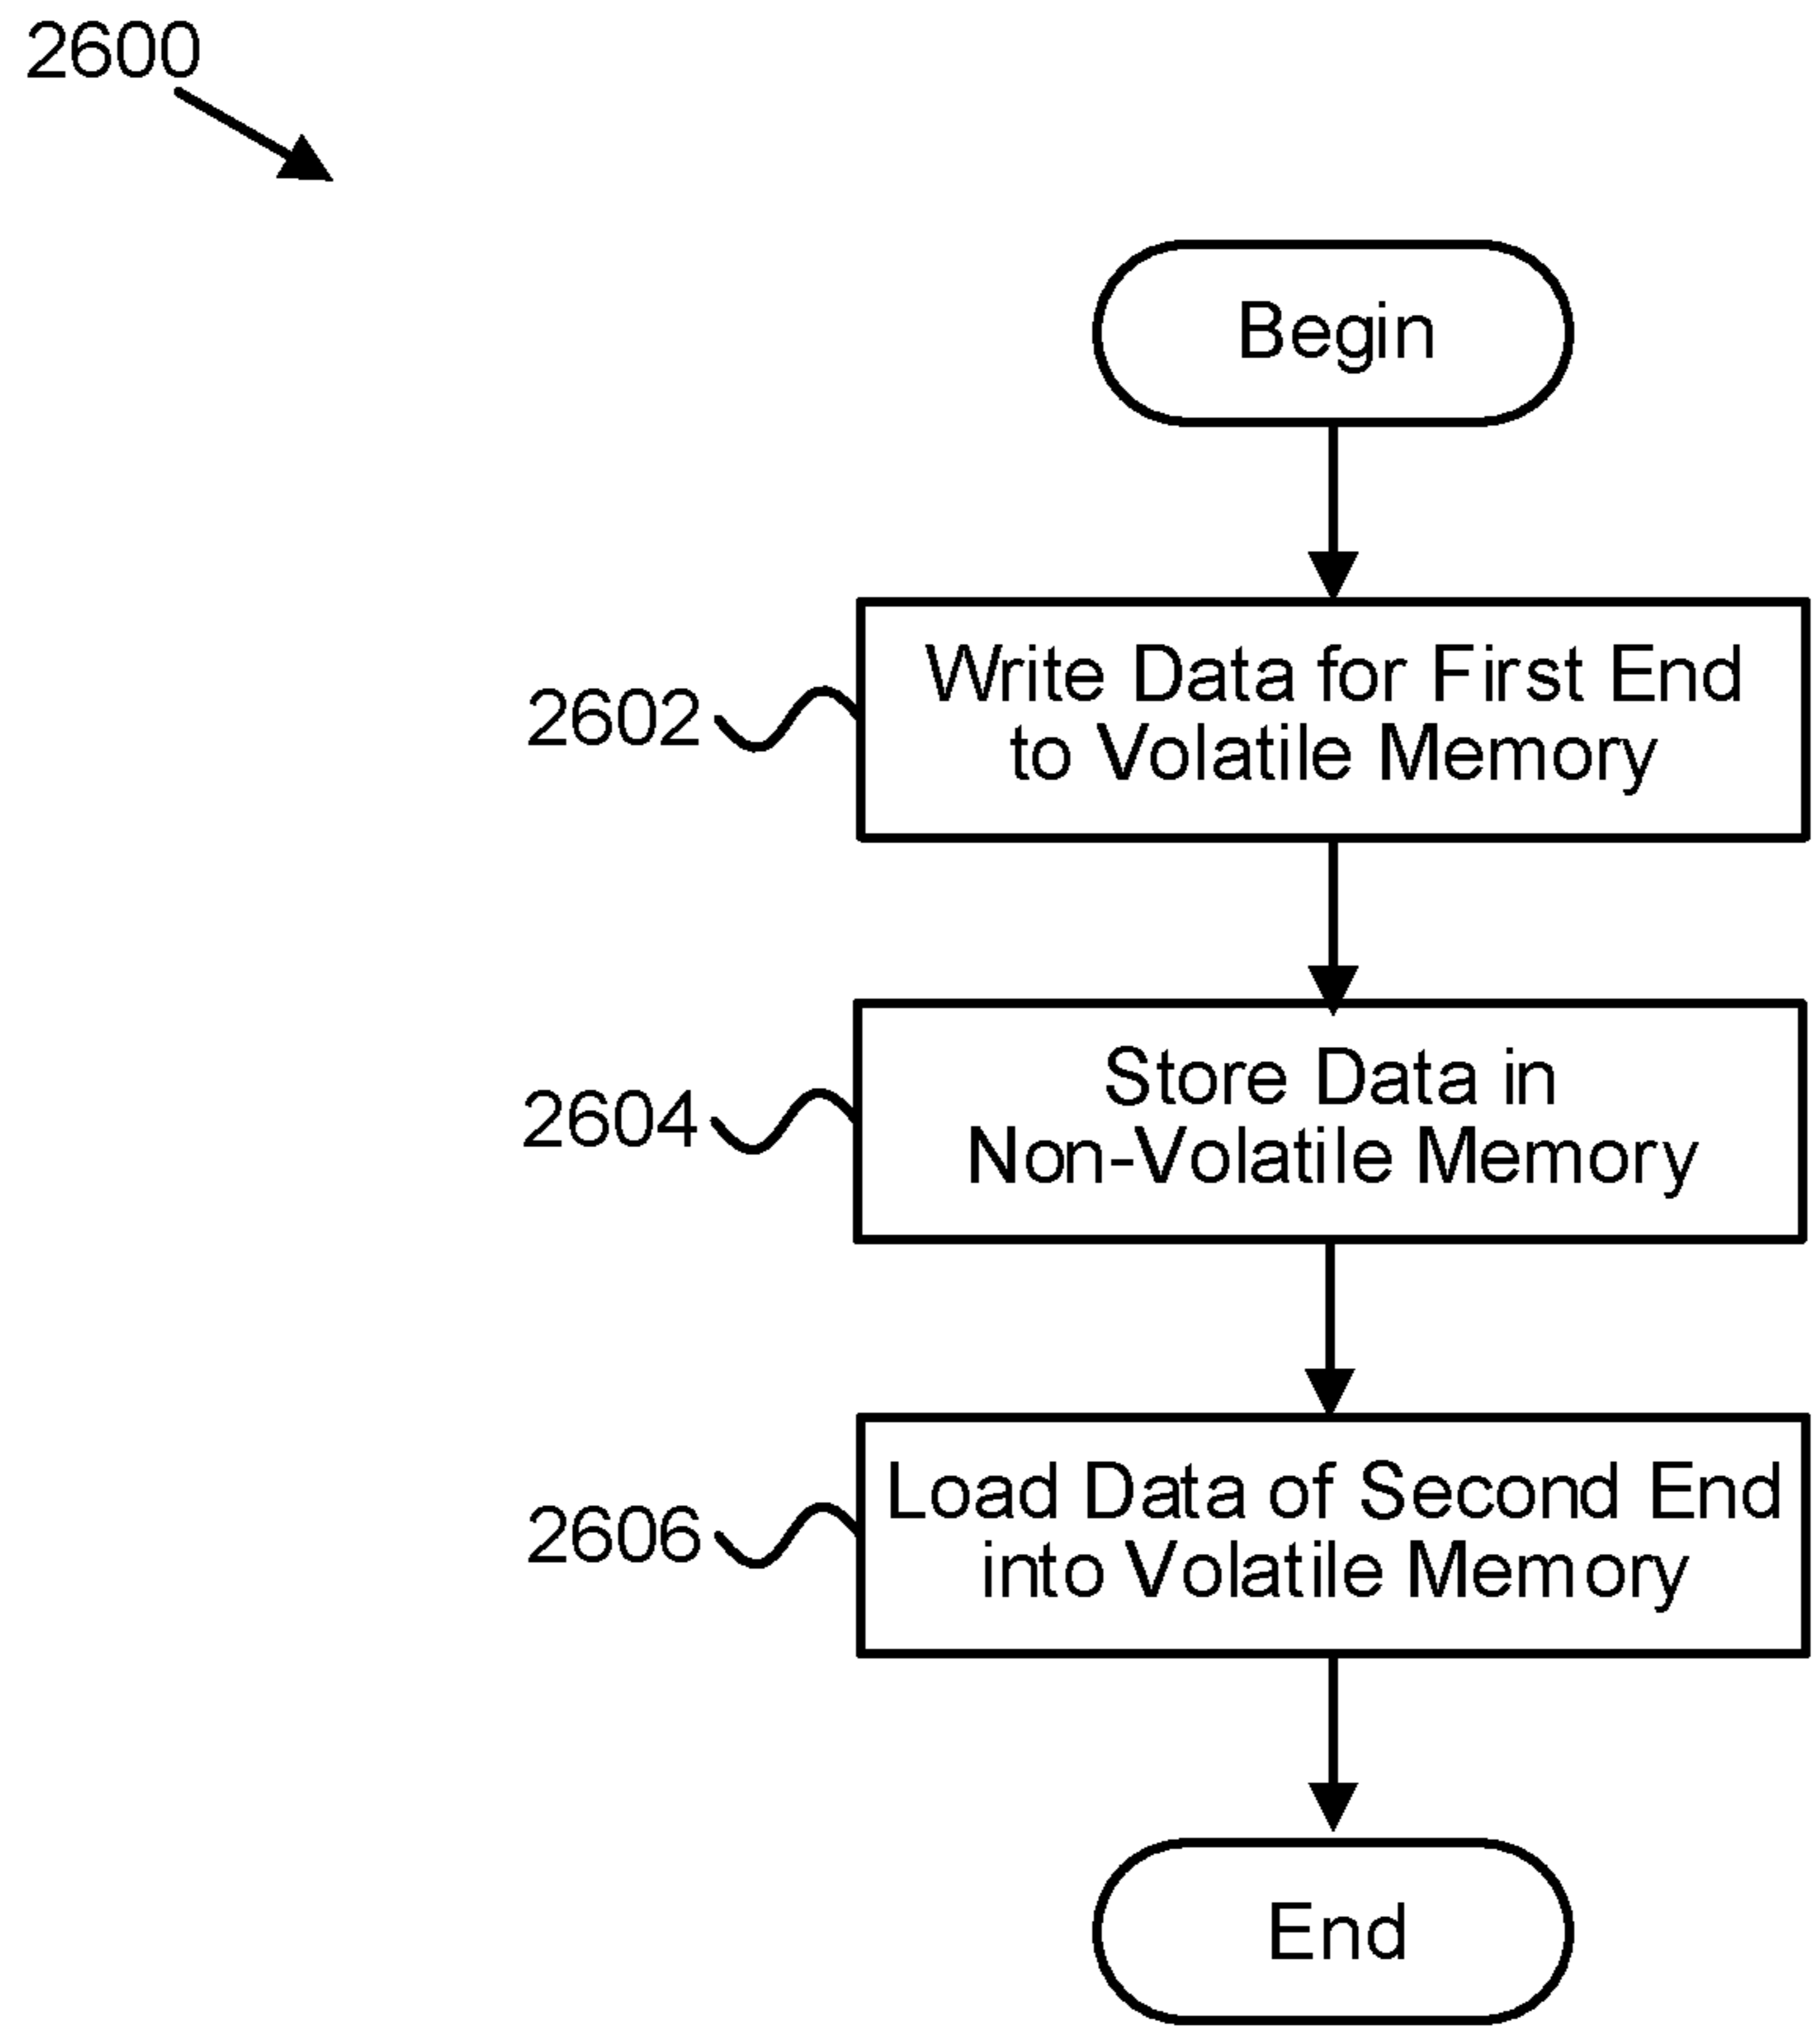 2600
Begin
2602
Write Data for First End
to Volatile Memory
2604
Store Data in
Non-Volatile Memory
2606
Load Data of Second End
into Volatile Memory
End